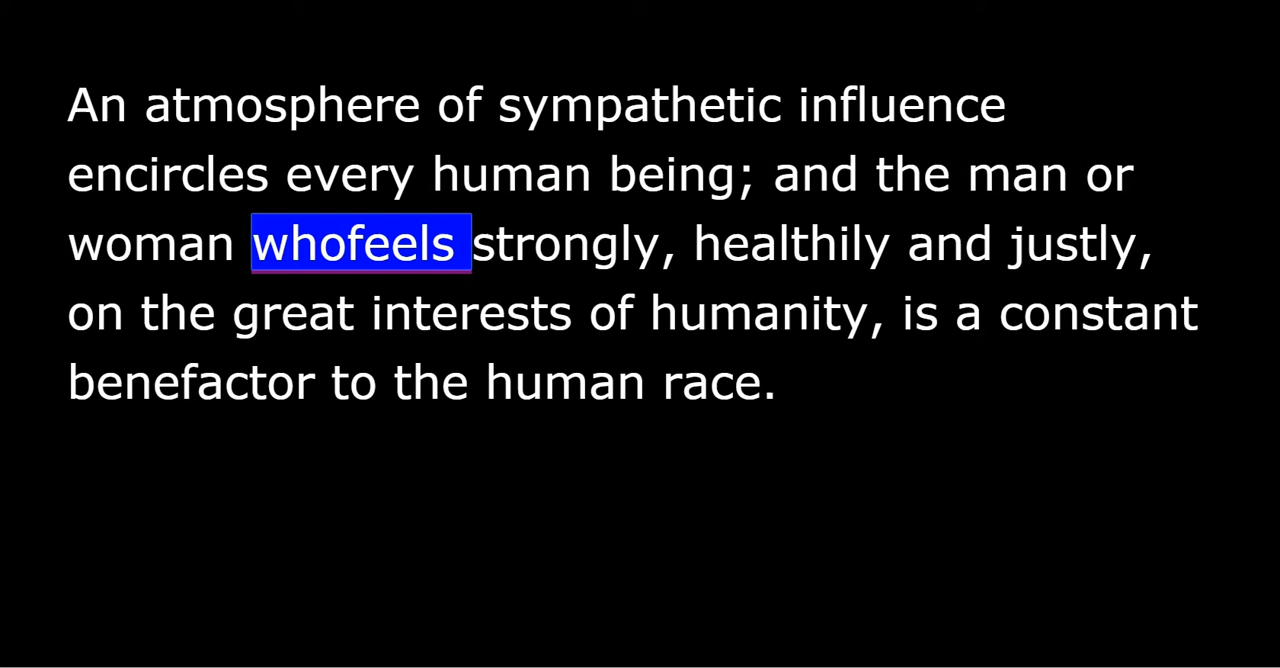 An atmosphere of sympathetic influence
encircles every human being; and the man or
woman whofeels strongly, healthily and justly,
on the great interests of humanity, is a constant
benefactor to the human race.